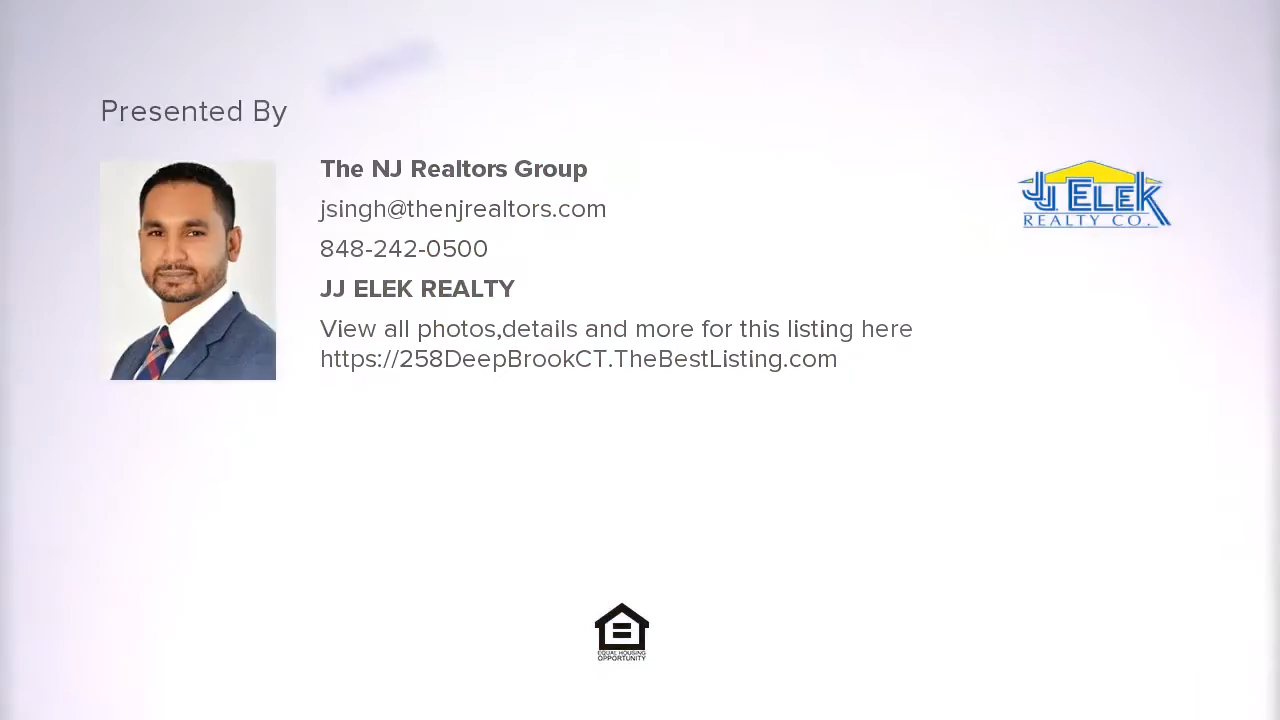 Presented By
The NJ Realtors Group
jsingh@thenjrealtors.com
848-242-0500
JJ ELEK REALTY
View all photos,details and more for this listing here
https://258DeepBrookCT.TheBestListing.com
JJ ELEK
REALTY CO.
EQUAL HOUSING
OPPORTUNITY